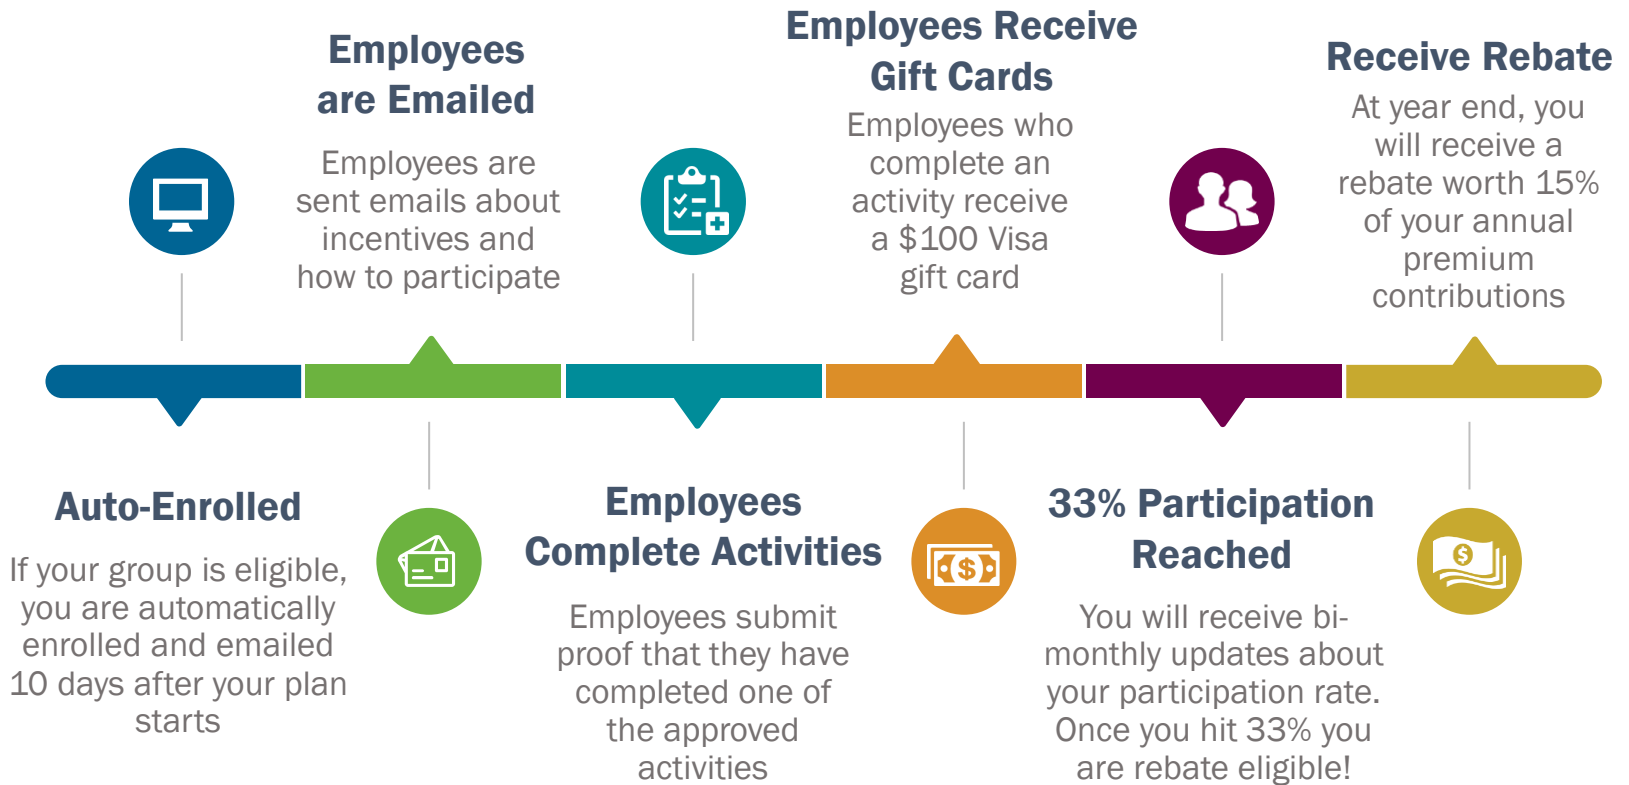 Auto-Enrolled
If your group is eligible,
you are automatically
enrolled and emailed
10 days after your plan
starts
Employees
are Emailed
Employees are
sent emails about
incentives and
how to participate
Employees
Complete Activities
Employees submit
proof that they have
completed one of
the approved
activities
Employees Receive
Gift Cards
Employees who
complete an
activity receive
a $100 Visa
gift card
33% Participation
Reached
You will receive bi-
monthly updates about
your participation rate.
Once you hit 33% you
are rebate eligible!
Receive Rebate
At year end, you
will receive a
rebate worth 15%
of your annual
premium
contributions